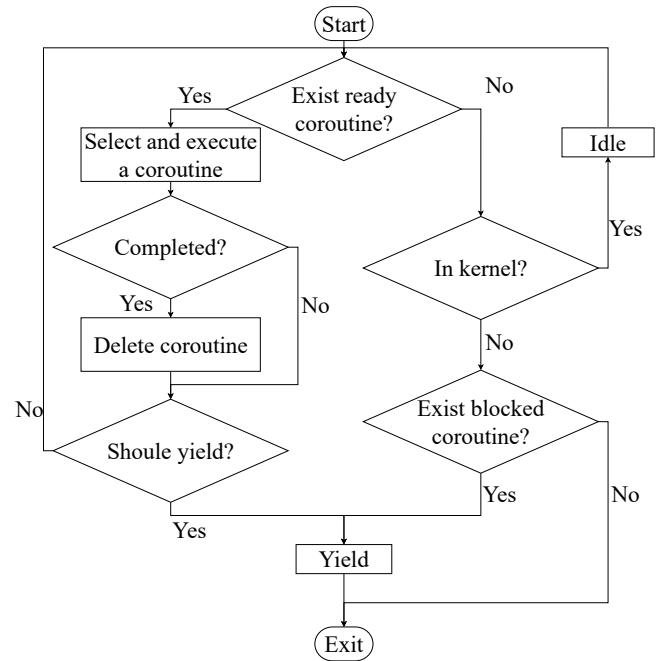 Start
Exist ready
coroutine?
Yes
No
Select and execute
a coroutine
Idle
Completed?
In kernel?
Yes
Yes
No
Delete coroutine
No
No
Exist blocked
coroutine?
Shoule yield?
Yes
No
Yes
Yield
Exit